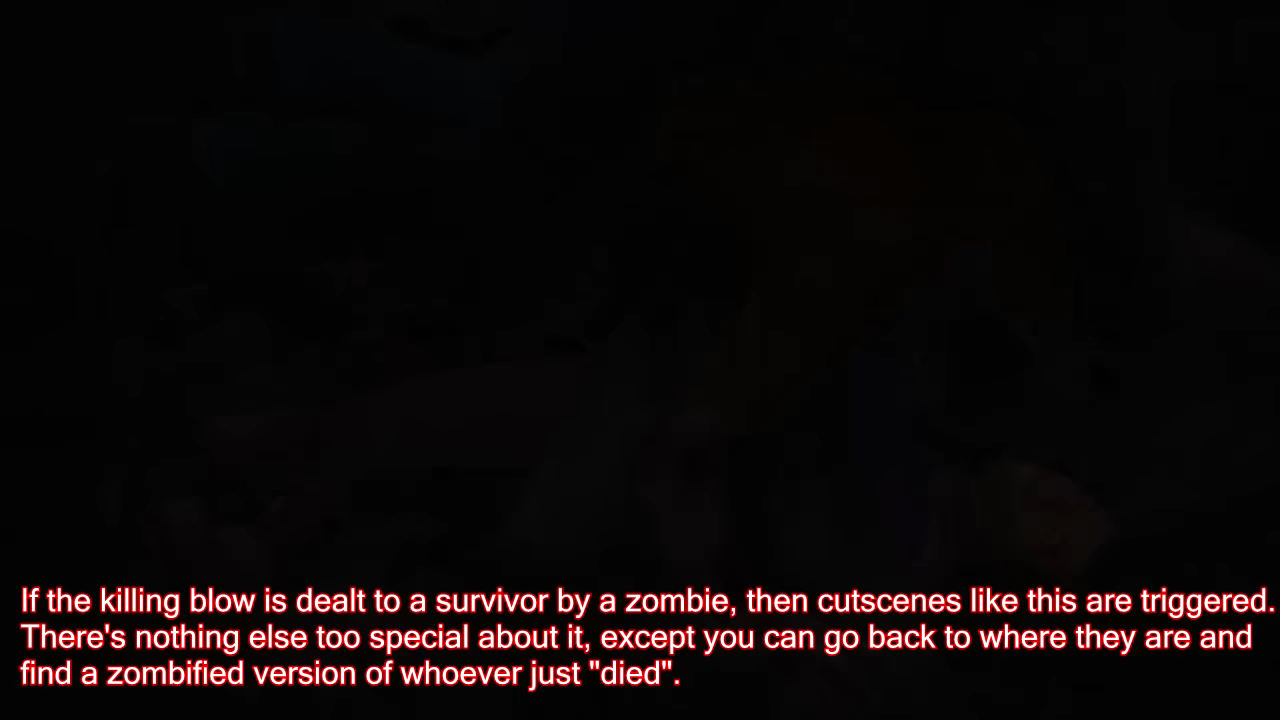 If the killing blow is dealt to a survivor by a zombie, then cutscenes like this are triggered.
There's nothing else too special about it, except you can go back to where they are and
find a zombified version of whoever just "died".